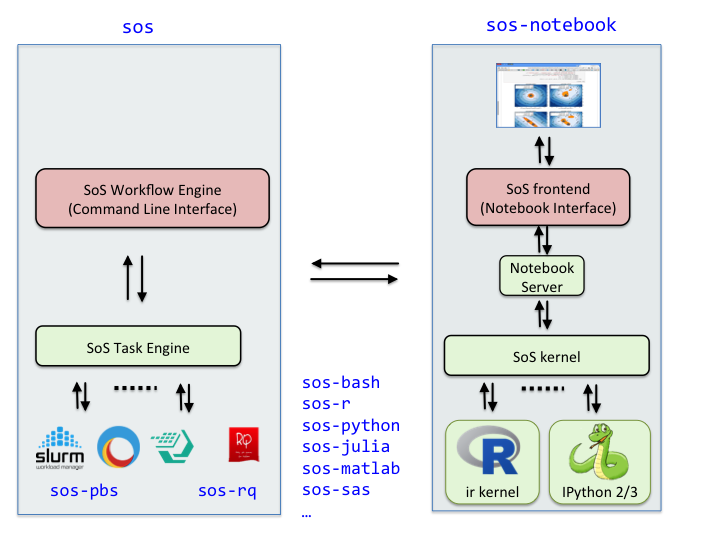 sos
SoS Workflow Engine
(Command Line Interface)
SoS Task Engine
slurm
workload manager
RQ
sos-pbs
sos-rq
sos-bash
sos-r
sos-python
sos-julia
sos-matlab
sos-sas
…
sos-notebook
SoS frontend
(Notebook Interface)
Notebook
Server
SoS kernel
R
ir kernel
IPython 2/3